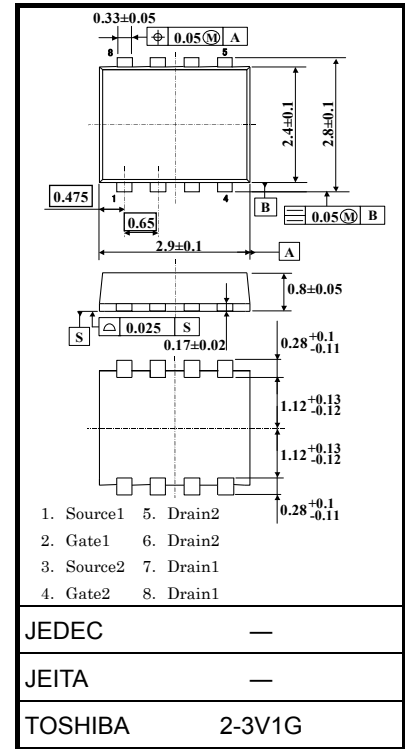 0.33±0.05
⌖ 0.05 Ⓜ A
8 5
2.4±0.1
2.8±0.1
0.475
1 4
B
⌯ 0.05 Ⓜ B
0.65
2.9±0.1
A
0.8±0.05
S
⌓ 0.025 S
0.17±0.02
0.28 +0.1 -0.11
1.12 +0.13 -0.12
1.12 +0.13 -0.12
0.28 +0.1 -0.11
1. Source1 5. Drain2
2. Gate1 6. Drain2
3. Source2 7. Drain1
4. Gate2 8. Drain1
JEDEC —
JEITA —
TOSHIBA 2-3V1G